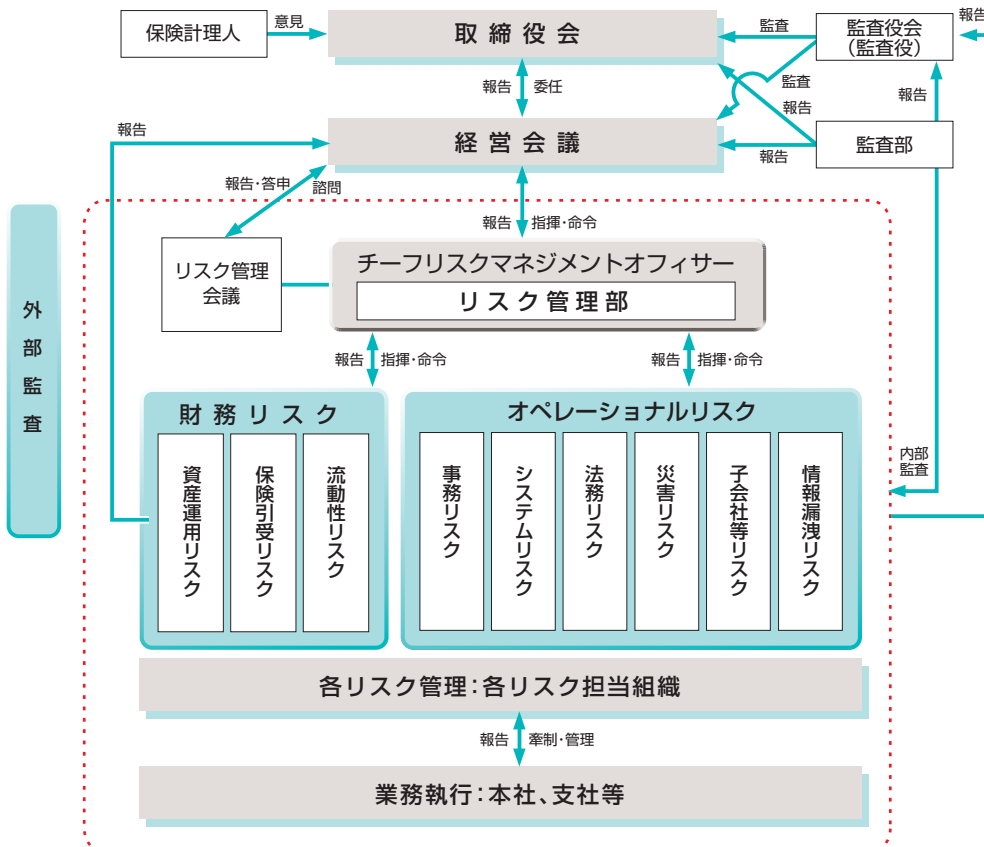 保険計理人
意見
取締役会
監査
監査役会
(監査役)
報告
報告
委任
監査
報告
報告
報告
経営会議
報告
監査部
報告・答申
諮問
報告
指揮・命令
外部監査
リスク管理
会議
チーフリスクマネジメントオフィサー
リスク管理部
報告
指揮・命令
報告
指揮・命令
財務リスク
資産運用リスク
保険引受リスク
流動性リスク
オペレーショナルリスク
事務リスク
システムリスク
法務リスク
災害リスク
子会社等リスク
情報漏洩リスク
内部
監査
各リスク管理：各リスク担当組織
報告
牽制・管理
業務執行：本社、支社等